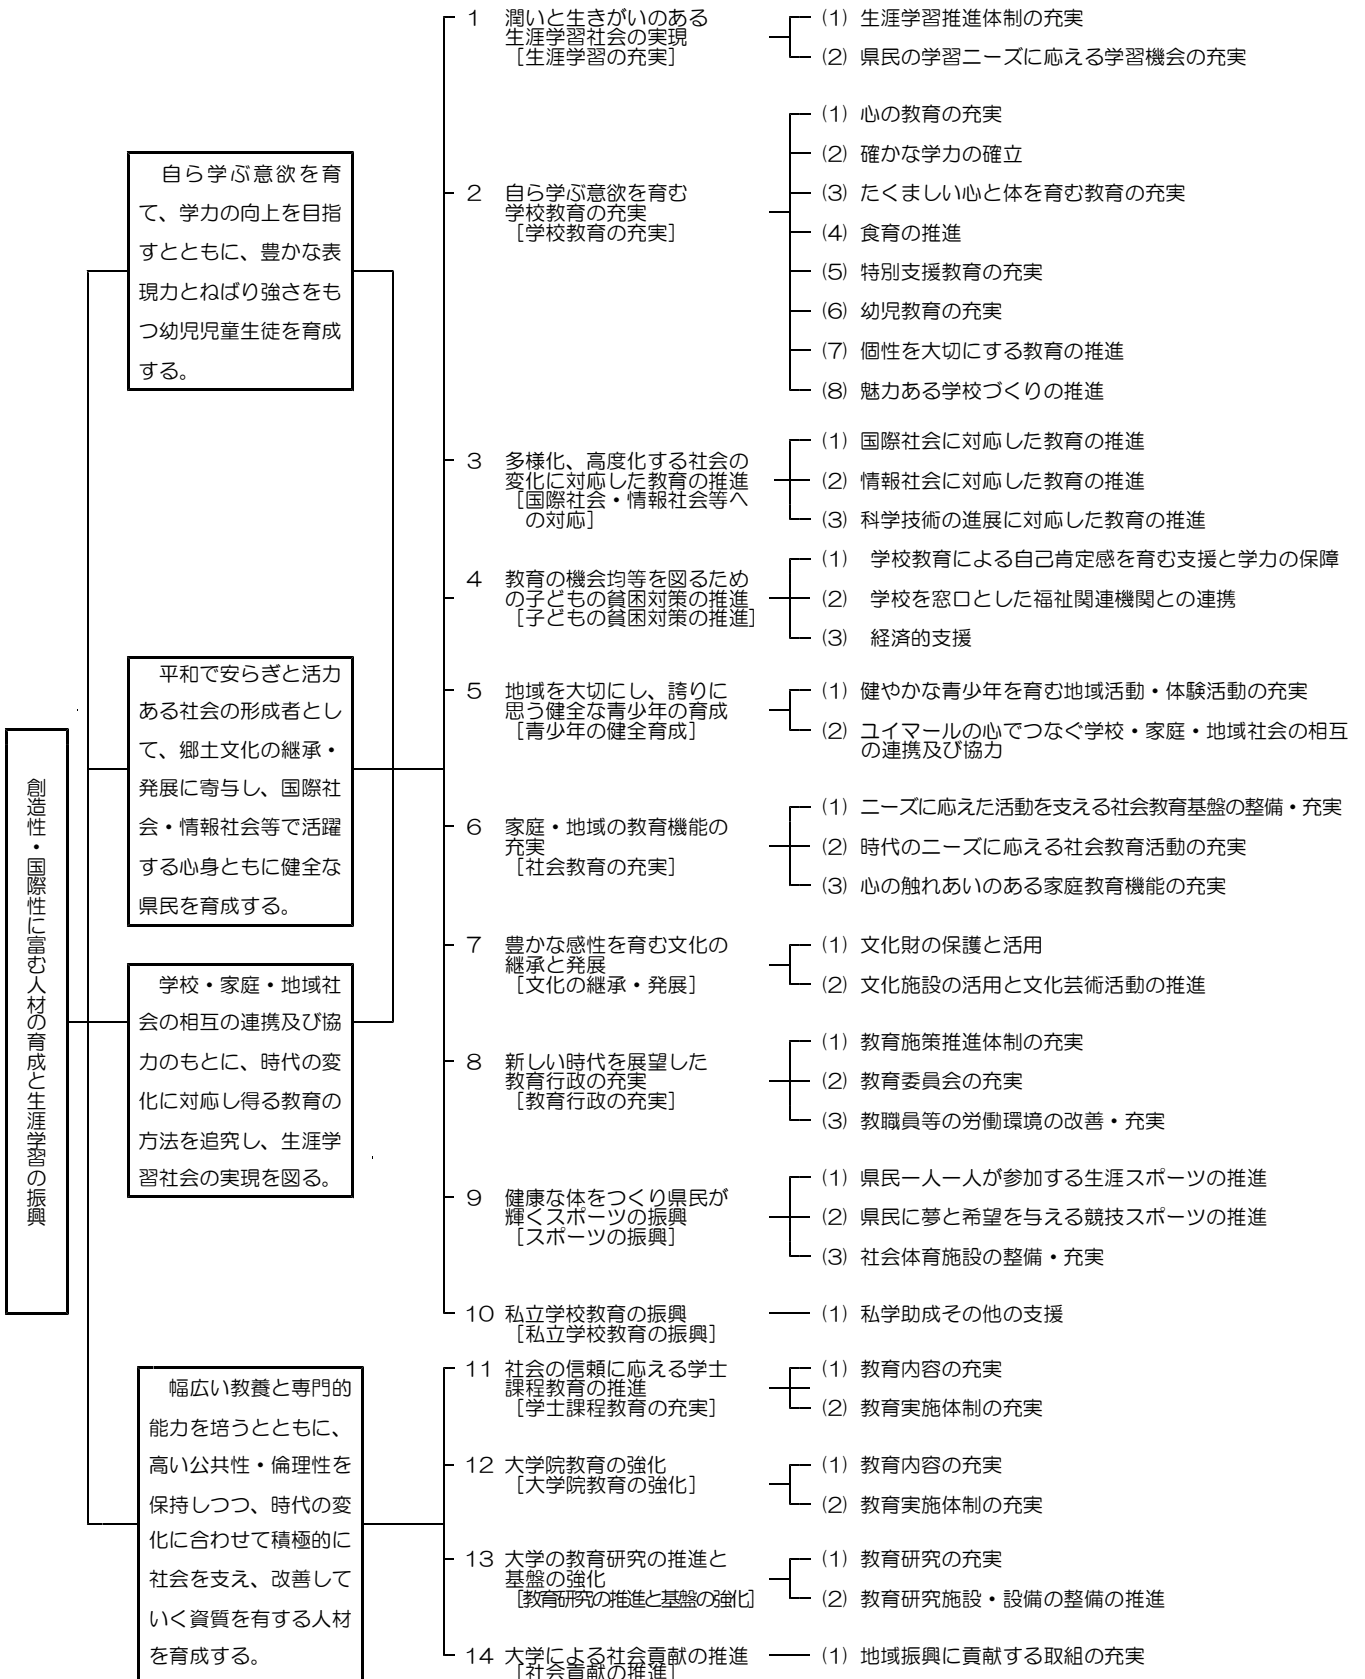 創造性・国際性に富む人材の育成と生涯学習の振興
自ら学ぶ意欲を育
て、学力の向上を目指
すとともに、豊かな表
現力とねばり強さをも
つ幼児児童生徒を育成
する。
平和で安らぎと活力
ある社会の形成者とし
て、郷土文化の継承・
発展に寄与し、国際社
会・情報社会等で活躍
する心身ともに健全な
県民を育成する。
学校・家庭・地域社
会の相互の連携及び協
力のもとに、時代の変
化に対応し得る教育の
方法を追究し、生涯学
習社会の実現を図る。
幅広い教養と専門的
能力を培うとともに、
高い公共性・倫理性を
保持しつつ、時代の変
化に合わせて積極的に
社会を支え、改善して
いく資質を有する人材
を育成する。
1 潤いと生きがいのある
生涯学習社会の実現
[生涯学習の充実]
(1) 生涯学習推進体制の充実
(2) 県民の学習ニーズに応える学習機会の充実
2 自ら学ぶ意欲を育む
学校教育の充実
[学校教育の充実]
(1) 心の教育の充実
(2) 確かな学力の確立
(3) たくましい心と体を育む教育の充実
(4) 食育の推進
(5) 特別支援教育の充実
(6) 幼児教育の充実
(7) 個性を大切にする教育の推進
(8) 魅力ある学校づくりの推進
3 多様化、高度化する社会の
変化に対応した教育の推進
[国際社会・情報社会等へ
の対応]
(1) 国際社会に対応した教育の推進
(2) 情報社会に対応した教育の推進
(3) 科学技術の進展に対応した教育の推進
4 教育の機会均等を図るため
の子どもの貧困対策の推進
[子どもの貧困対策の推進]
(1) 学校教育による自己肯定感を育む支援と学力の保障
(2) 学校を窓口とした福祉関連機関との連携
(3) 経済的支援
5 地域を大切にし、誇りに
思う健全な青少年の育成
[青少年の健全育成]
(1) 健やかな青少年を育む地域活動・体験活動の充実
(2) ユイマールの心でつなぐ学校・家庭・地域社会の相互
の連携及び協力
6 家庭・地域の教育機能の
充実
[社会教育の充実]
(1) ニーズに応えた活動を支える社会教育基盤の整備・充実
(2) 時代のニーズに応える社会教育活動の充実
(3) 心の触れあいのある家庭教育機能の充実
7 豊かな感性を育む文化の
継承と発展
[文化の継承・発展]
(1) 文化財の保護と活用
(2) 文化施設の活用と文化芸術活動の推進
8 新しい時代を展望した
教育行政の充実
[教育行政の充実]
(1) 教育施策推進体制の充実
(2) 教育委員会の充実
(3) 教職員等の労働環境の改善・充実
9 健康な体をつくり県民が
輝くスポーツの振興
[スポーツの振興]
(1) 県民一人一人が参加する生涯スポーツの推進
(2) 県民に夢と希望を与える競技スポーツの推進
(3) 社会体育施設の整備・充実
10 私立学校教育の振興
[私立学校教育の振興]
(1) 私学助成その他の支援
11 社会の信頼に応える学士
課程教育の推進
[学士課程教育の充実]
(1) 教育内容の充実
(2) 教育実施体制の充実
12 大学院教育の強化
[大学院教育の強化]
(1) 教育内容の充実
(2) 教育実施体制の充実
13 大学の教育研究の推進と
基盤の強化
[教育研究の推進と基盤の強化]
(1) 教育研究の充実
(2) 教育研究施設・設備の整備の推進
14 大学による社会貢献の推進
[社会貢献の推進]
(1) 地域振興に貢献する取組の充実